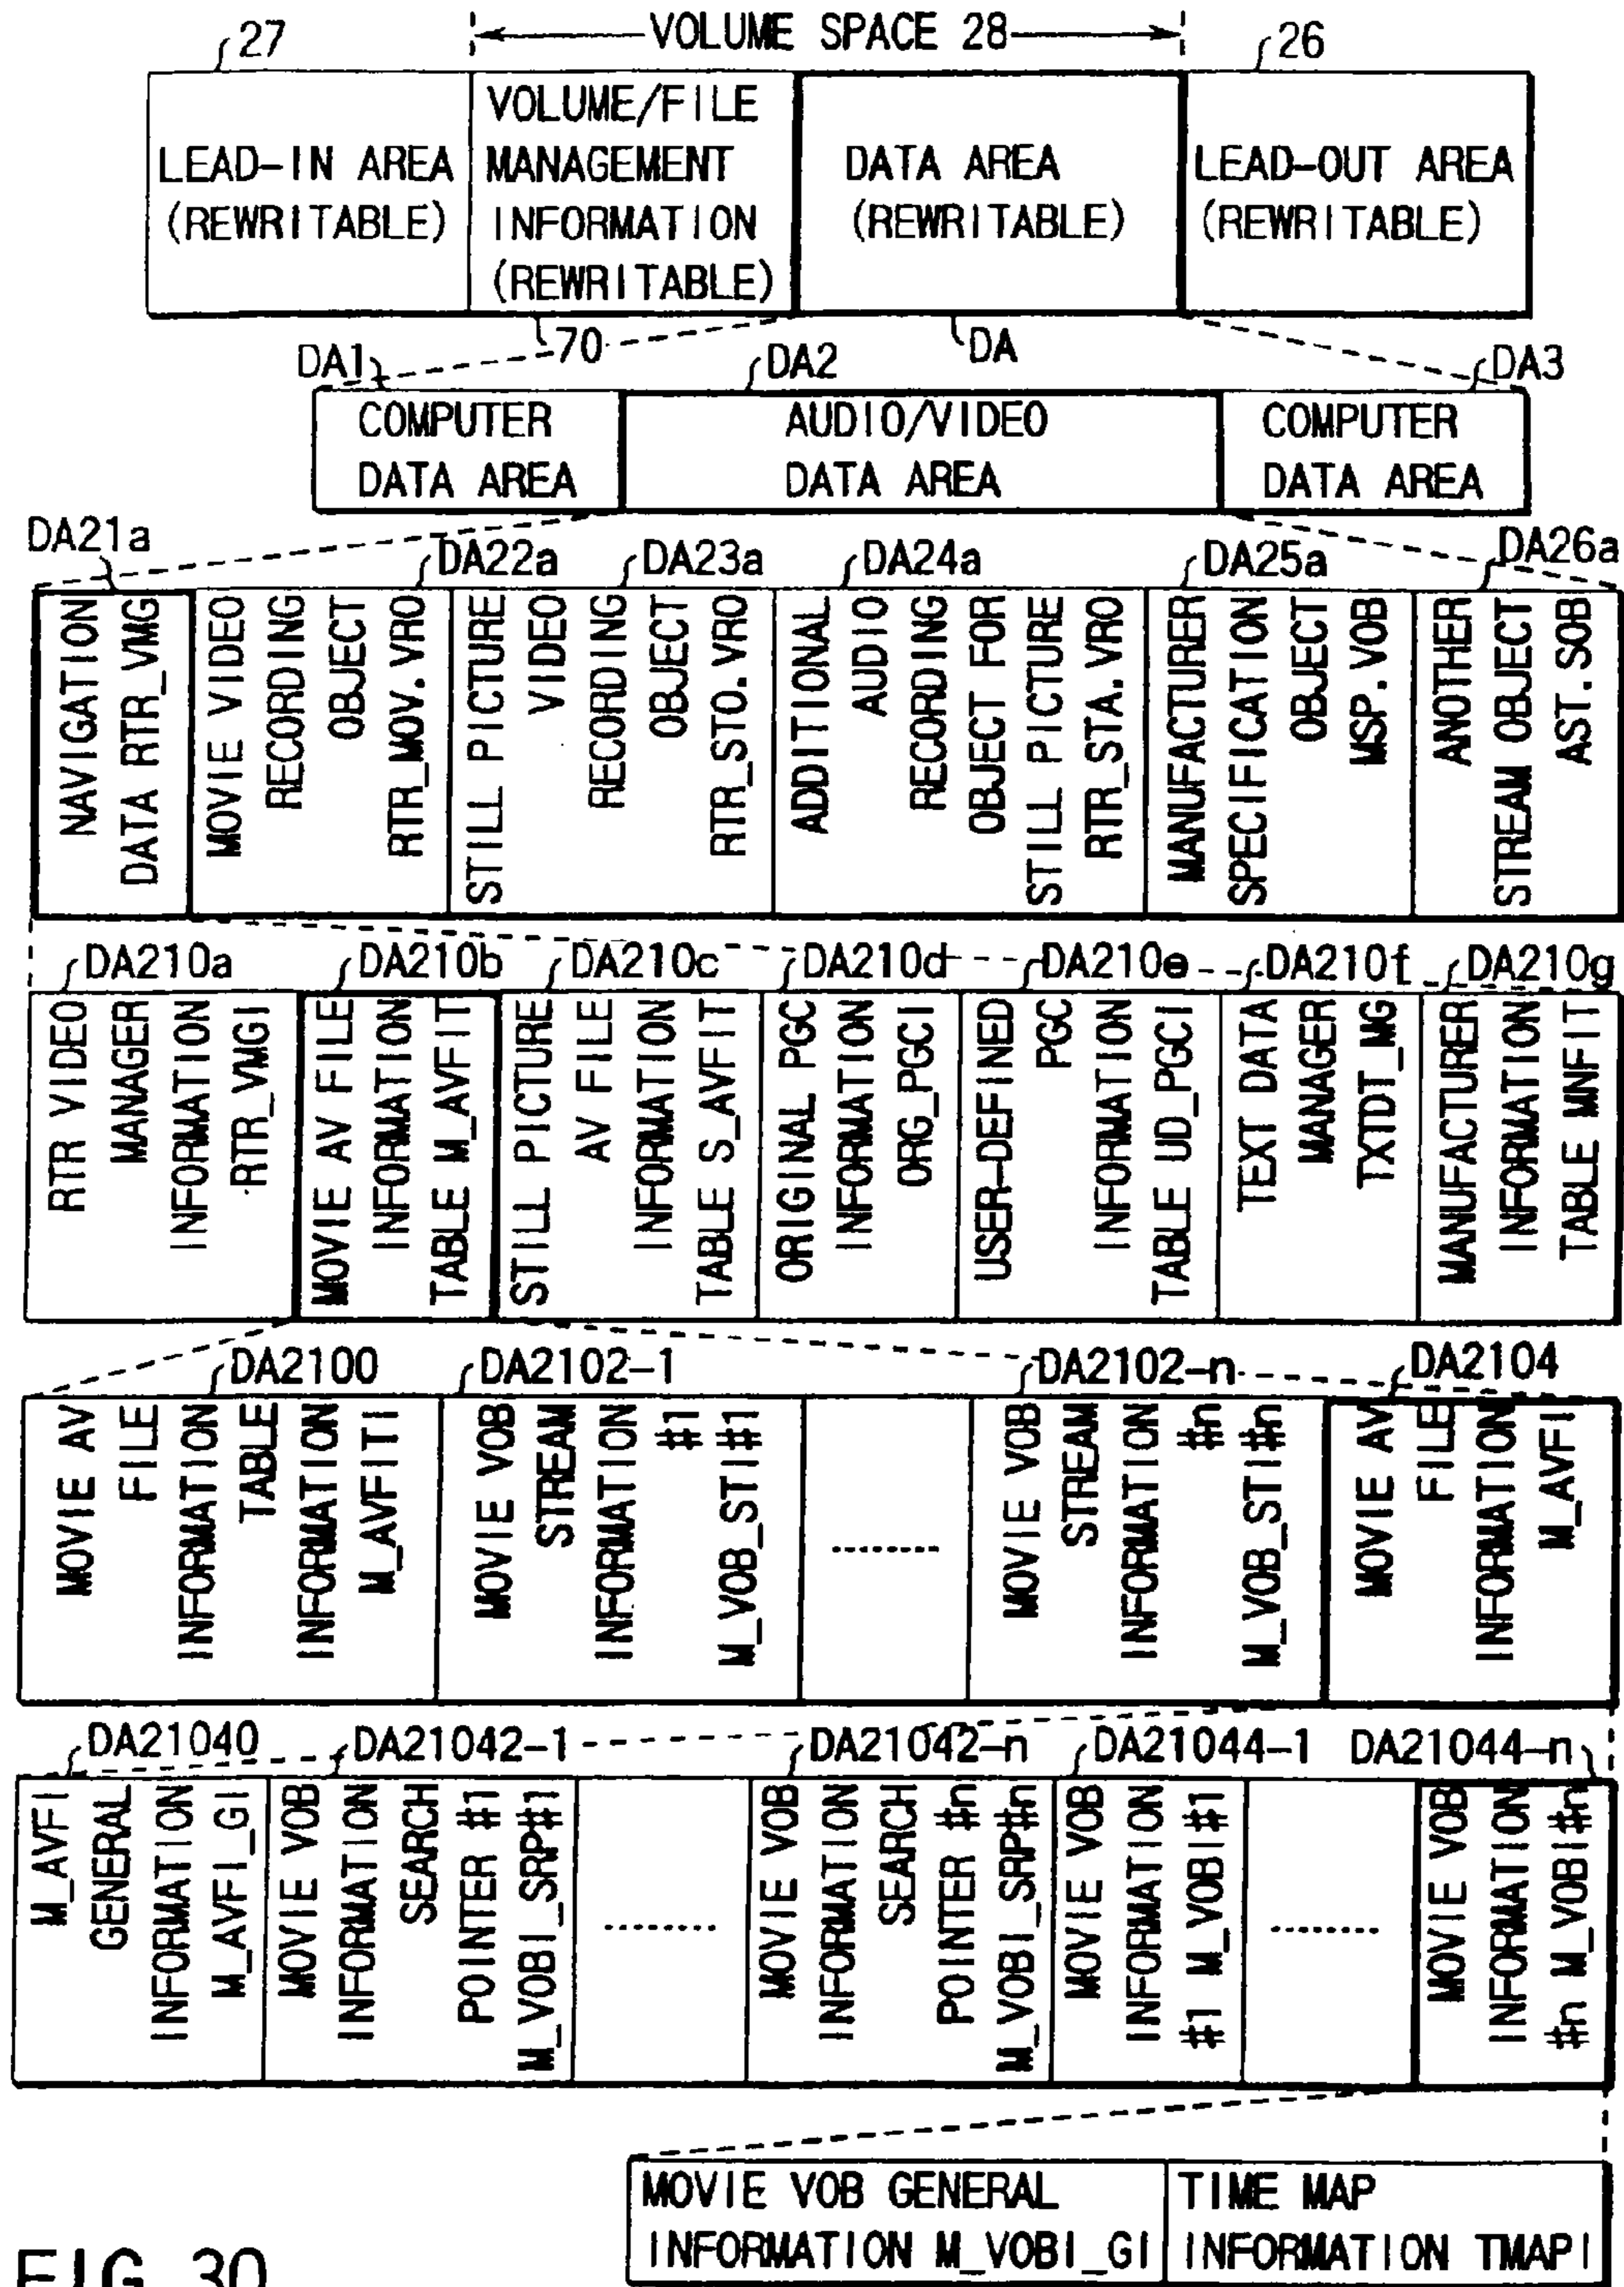 27
VOLUME SPACE 28
26
LEAD-IN AREA
(REWRITABLE)
VOLUME/FILE
MANAGEMENT
INFORMATION
(REWRITABLE)
DATA AREA
(REWRITABLE)
LEAD-OUT AREA
(REWRITABLE)
70
DA
DA1
DA2
DA3
COMPUTER
DATA AREA
AUDIO/VIDEO
DATA AREA
COMPUTER
DATA AREA
DA21a
DA22a
DA23a
DA24a
DA25a
DA26a
NAVIGATION
DATA RTR_VMG
MOVIE VIDEO
RECORDING
OBJECT
RTR_MOV.VRO
STILL PICTURE
VIDEO
RECORDING
OBJECT
RTR_STO.VRO
ADDITIONAL
AUDIO
RECORDING
OBJECT FOR
STILL PICTURE
RTR_STA.VRO
MANUFACTURER
SPECIFICATION
OBJECT
MSP.VOB
ANOTHER
STREAM OBJECT
AST.SOB
DA210a
DA210b
DA210c
DA210d
DA210e
DA210f
DA210g
RTR VIDEO
MANAGER
INFORMATION
RTR_VMGI
MOVIE AV FILE
INFORMATION
TABLE M_AVFIT
STILL PICTURE
AV FILE
INFORMATION
TABLE S_AVFIT
ORIGINAL PGC
INFORMATION
ORG_PGCI
USER-DEFINED
PGC
INFORMATION
TABLE UD_PGCI
TEXT DATA
MANAGER
TXTDT_MG
MANUFACTURER
INFORMATION
TABLE MNFIT
DA2100
DA2102-1
DA2102-n
DA2104
MOVIE AV
FILE
INFORMATION
TABLE
INFORMATION
M_AVFITI
MOVIE VOB
STREAM
INFORMATION
#1
M_VOB_STI#1
MOVIE VOB
STREAM
INFORMATION
#n
M_VOB_STI#n
MOVIE AV
FILE
INFORMATION
M_AVFI
DA21040
DA21042-1
DA21042-n
DA21044-1
DA21044-n
M_AVFI
GENERAL
INFORMATION
M_AVFI_GI
MOVIE VOB
INFORMATION
SEARCH
POINTER #1
M_VOBI_SRP#1
MOVIE VOB
INFORMATION
SEARCH
POINTER #n
M_VOBI_SRP#n
MOVIE VOB
INFORMATION
#1 M_VOBI#1
MOVIE VOB
INFORMATION
#n M_VOBI#n
MOVIE VOB GENERAL
INFORMATION M_VOBI_GI
TIME MAP
INFORMATION TMAPI
FIG. 30